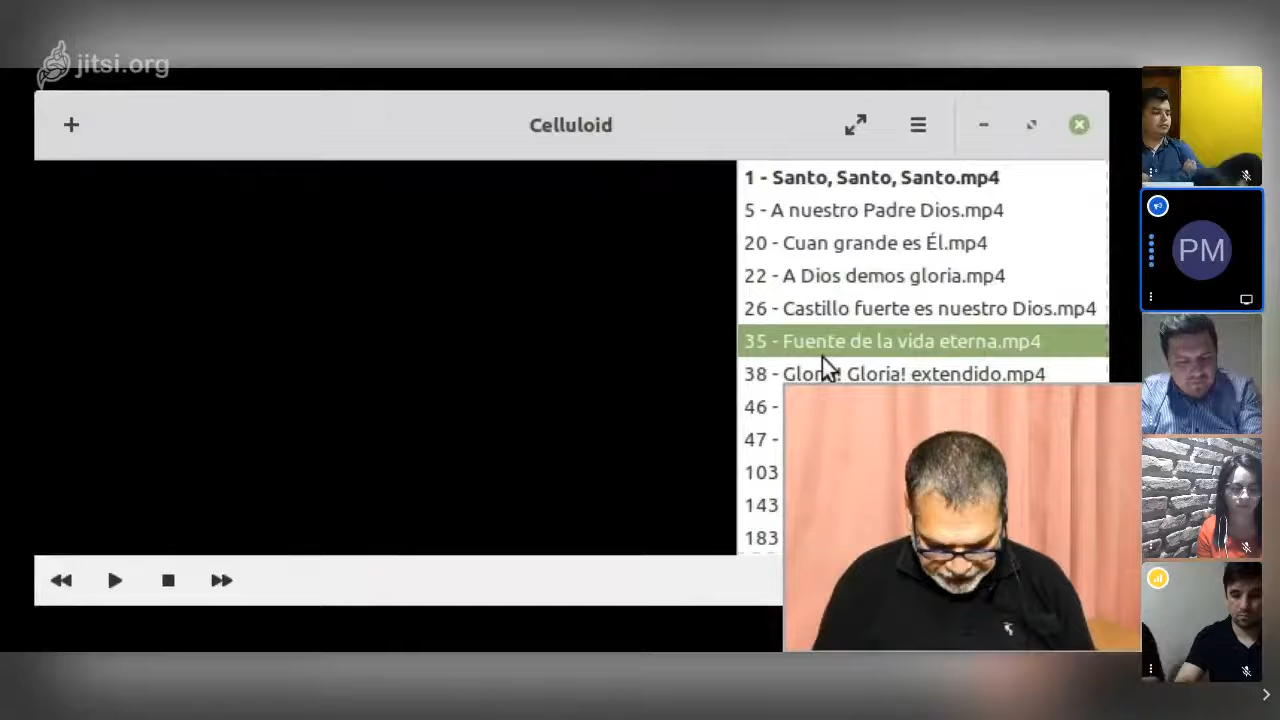 jitsi.org
Celluloid
1 - Santo, Santo, Santo.mp4
5 - A nuestro Padre Dios.mp4
20 - Cuan grande es Él.mp4
22 - A Dios demos gloria.mp4
26 - Castillo fuerte es nuestro Dios.mp4
35 - Fuente de la vida eterna.mp4
38 - Gloria! Gloria! extendido.mp4
46 -
47 -
103
143
183
PM